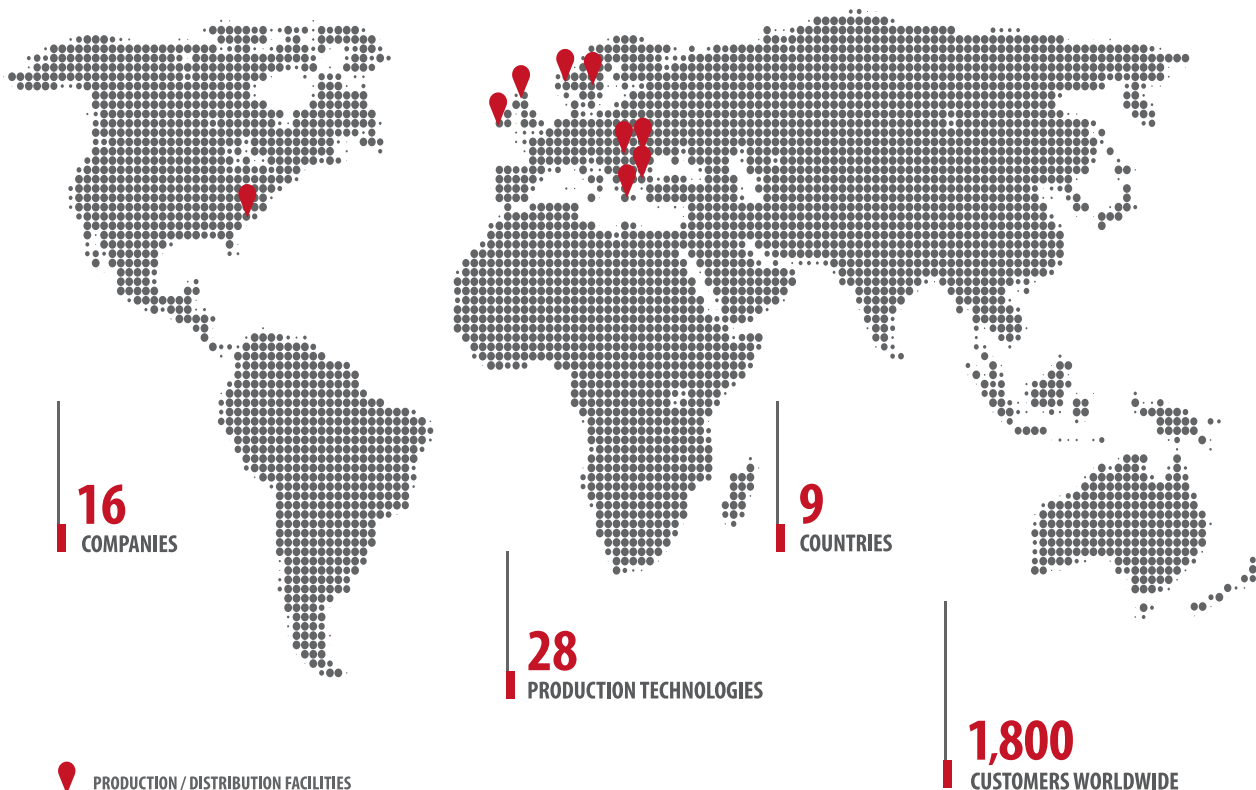 16
COMPANIES
9
COUNTRIES
28
PRODUCTION TECHNOLOGIES
1,800
CUSTOMERS WORLDWIDE
PRODUCTION / DISTRIBUTION FACILITIES